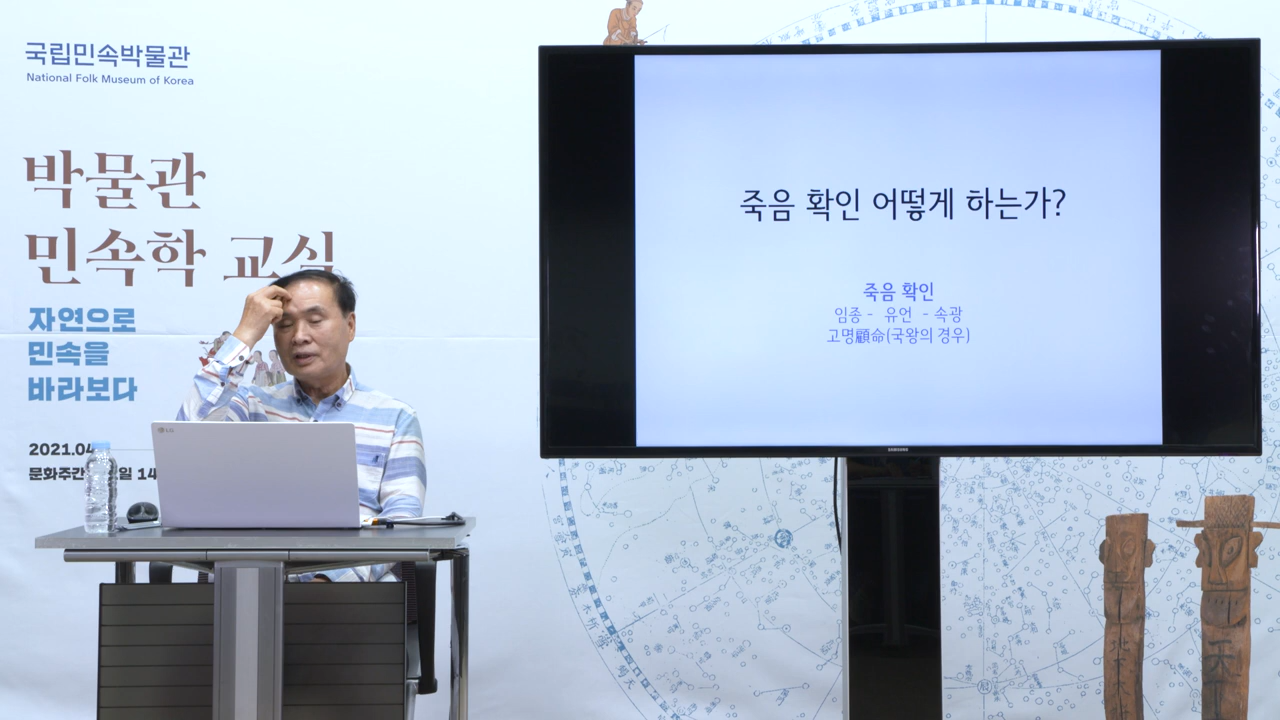 국립민속박물관
National Folk Museum of Korea
박물관
민속학 교실
자연으로
민속을
바라보다
2021.04
문화주간 일 14
LG
죽음 확인 어떻게 하는가?
죽음 확인
임종 - 유언 - 속광
고명顧命(국왕의 경우)
SAMSUNG